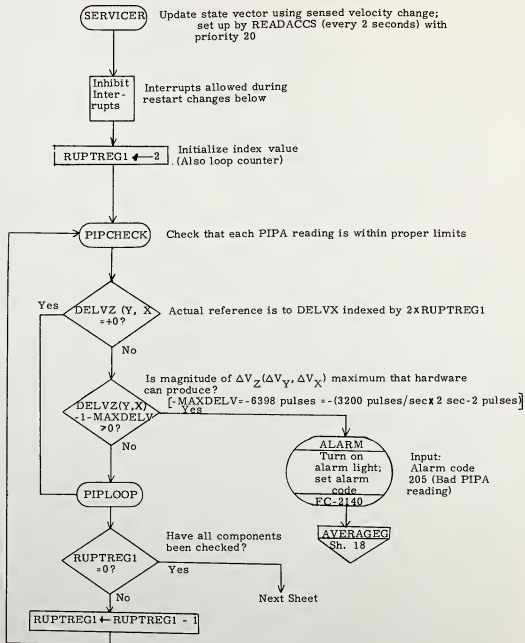 SERVICER
Update state vector using sensed velocity change;
set up by READACCS (every 2 seconds) with
priority 20
Inhibit
Inter-
rupts
Interrupts allowed during
restart changes below
RUPTREG1 ← 2
Initialize index value
.(Also loop counter)
PIPCHECK
Check that each PIPA reading is within proper limits
Yes
DELVZ (Y, X
=+0?
Actual reference is to DELVX indexed by 2xRUPTREG1
No
Is magnitude of ΔV_Z(ΔV_Y, ΔV_X) maximum that hardware
can produce?
[-MAXDELV=-6398 pulses =-(3200 pulses/secx 2 sec-2 pulses)]
Yes
DELVZ(Y,X)
-1-MAXDELV
>0?
No
ALARM
Turn on
alarm light;
set alarm
code
FC-2140
Input:
Alarm code
205 (Bad PIPA
reading)
PIPLOOP
AVERAGEG
Sh. 18
Have all components
been checked?
RUPTREG1
=0?
Yes
No
Next Sheet
RUPTREG1 ← RUPTREG1 - 1